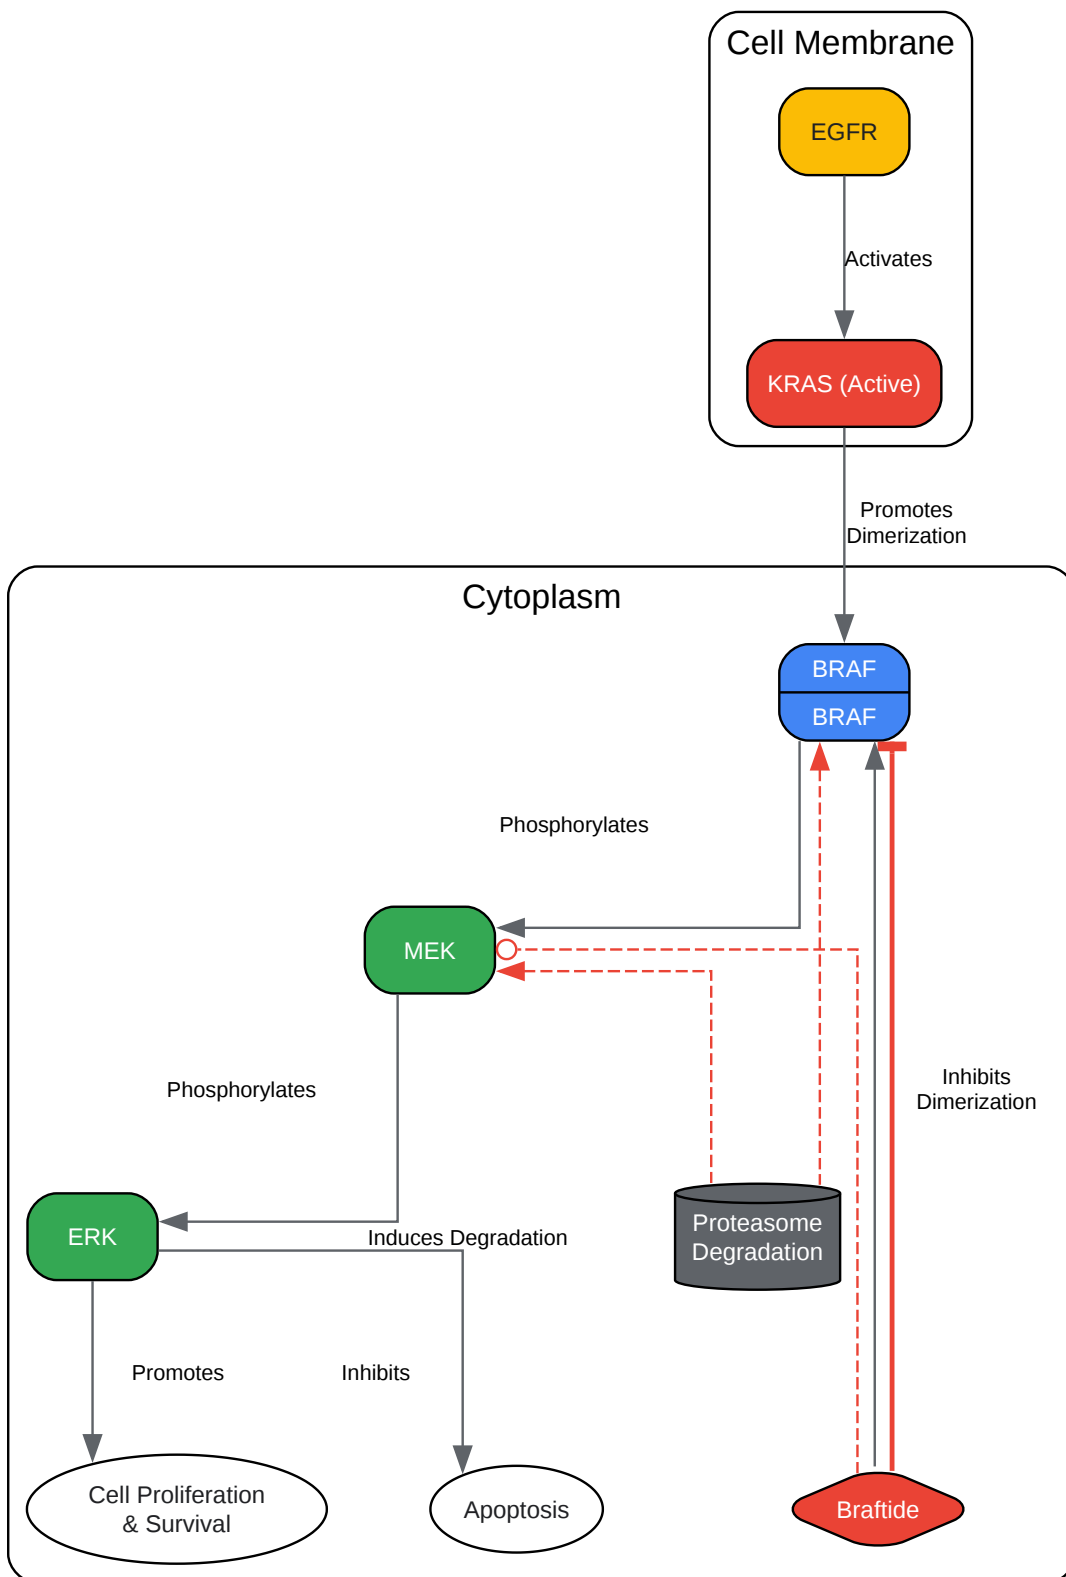 Cell Membrane
EGFR
Activates
KRAS (Active)
Promotes
Dimerization
Cytoplasm
BRAF
BRAF
Phosphorylates
MEK
Phosphorylates
Inhibits
Dimerization
ERK
Induces Degradation
Proteasome
Degradation
Promotes
Inhibits
Cell Proliferation
& Survival
Apoptosis
Braftide